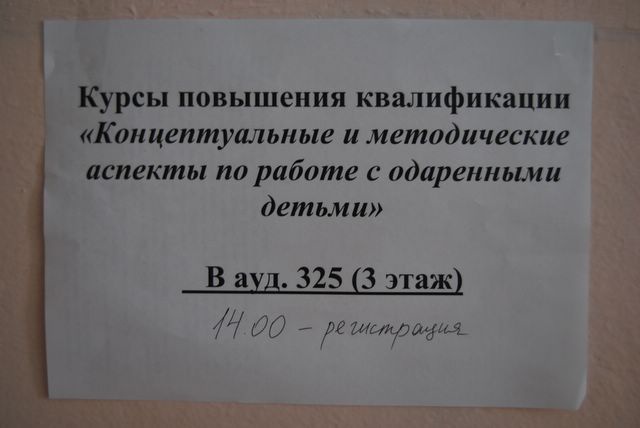 Курсы повышения квалификации
«Концептуальные и методические
аспекты по работе с одаренными
детьми»
В ауд. 325 (3 этаж)
14.00 – регистрация